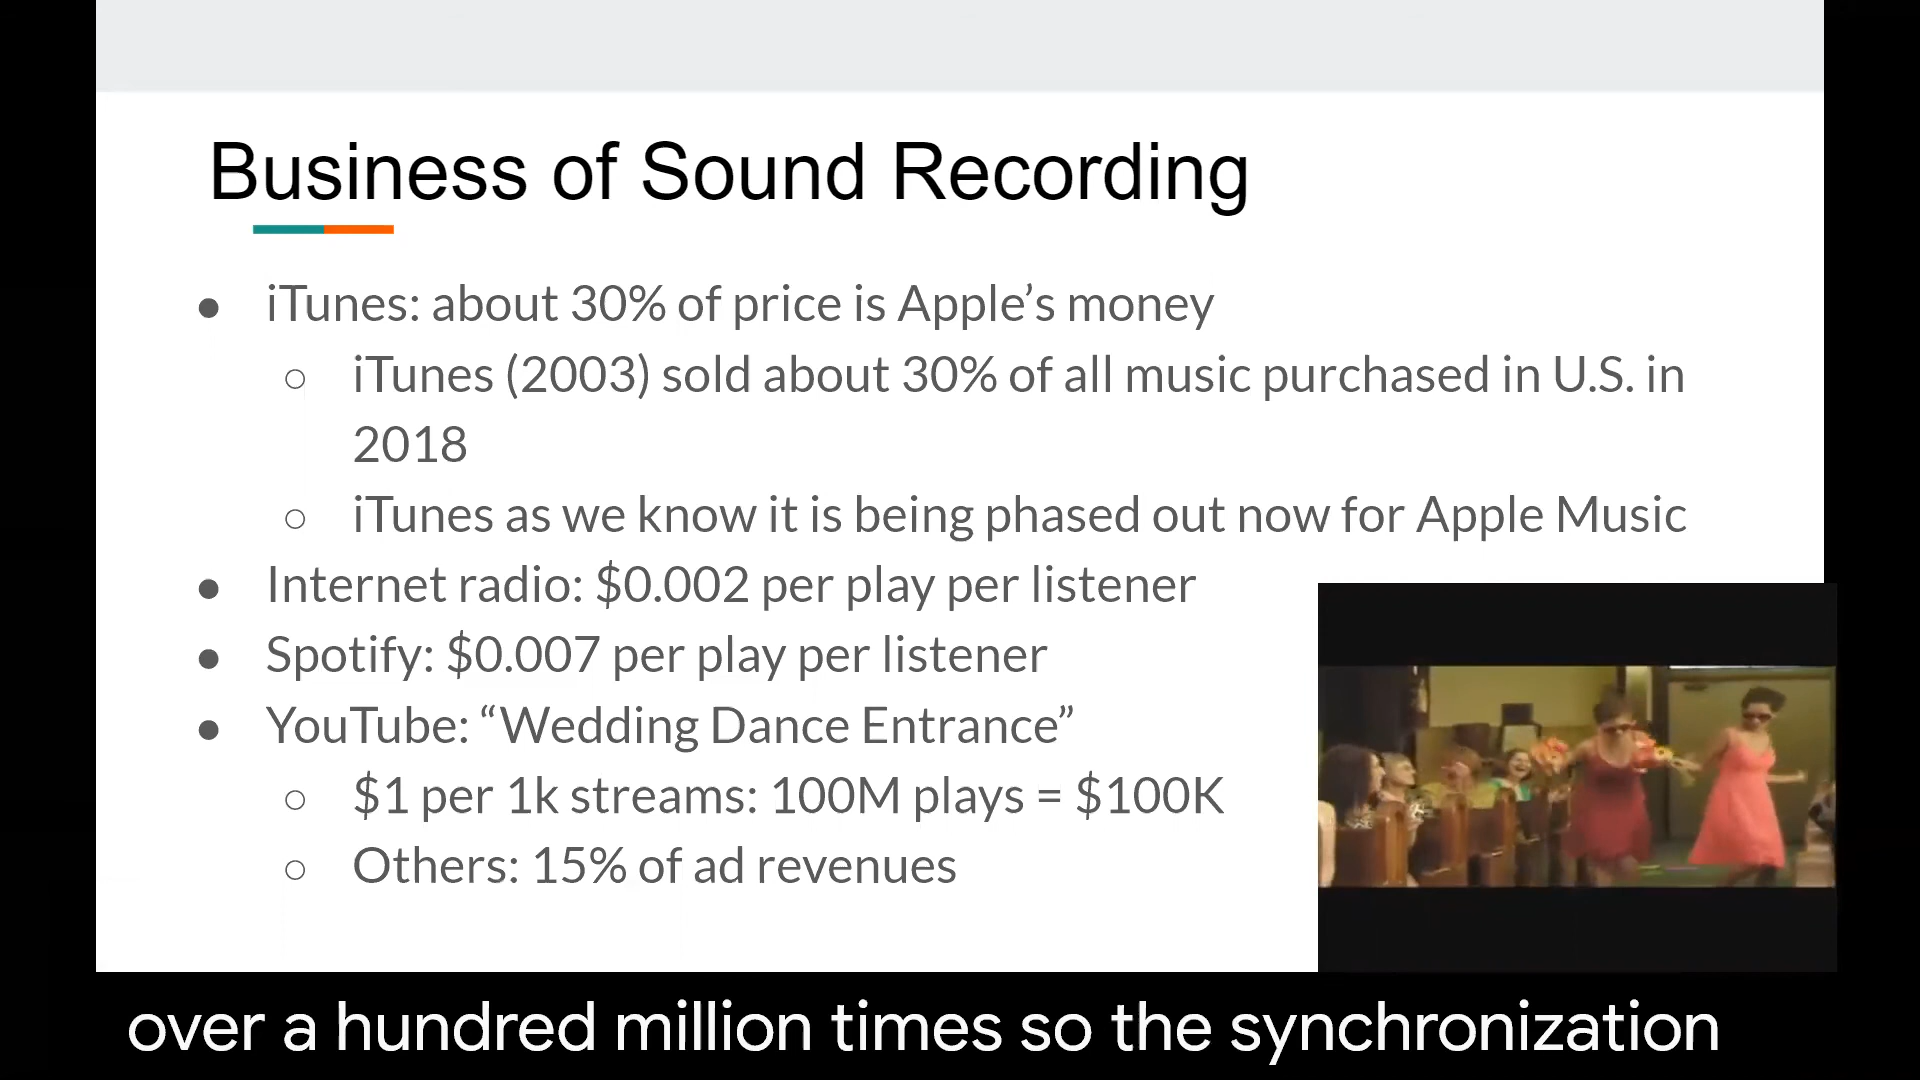 Business of Sound Recording
● iTunes: about 30% of price is Apple’s money
○ iTunes (2003) sold about 30% of all music purchased in U.S. in
2018
○ iTunes as we know it is being phased out now for Apple Music
● Internet radio: $0.002 per play per listener
● Spotify: $0.007 per play per listener
● YouTube: “Wedding Dance Entrance”
○ $1 per 1k streams: 100M plays = $100K
○ Others: 15% of ad revenues
over a hundred million times so the synchronization